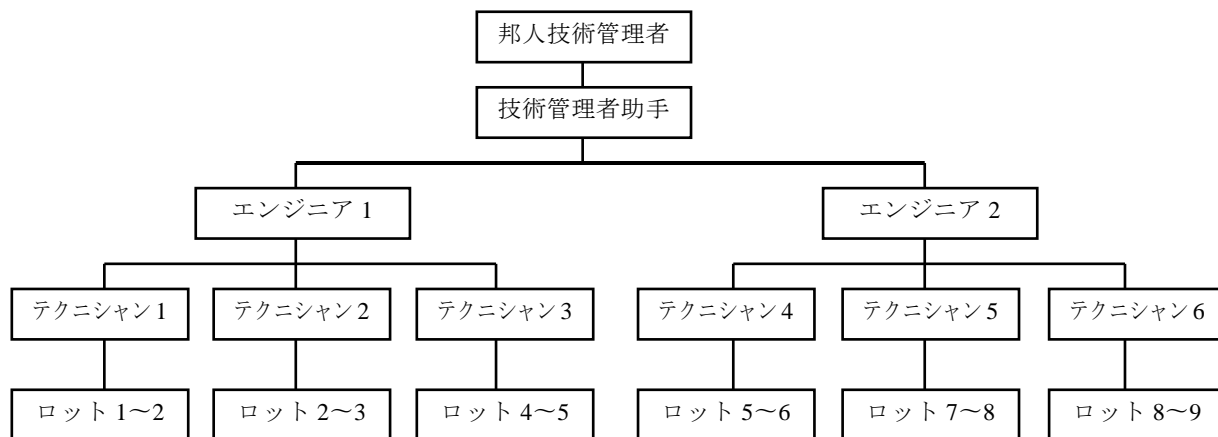 邦人技術管理者
技術管理者助手
エンジニア 1
エンジニア 2
テクニシャン 1
テクニシャン 2
テクニシャン 3
テクニシャン 4
テクニシャン 5
テクニシャン 6
ロット 1～2
ロット 2～3
ロット 4～5
ロット 5～6
ロット 7～8
ロット 8～9